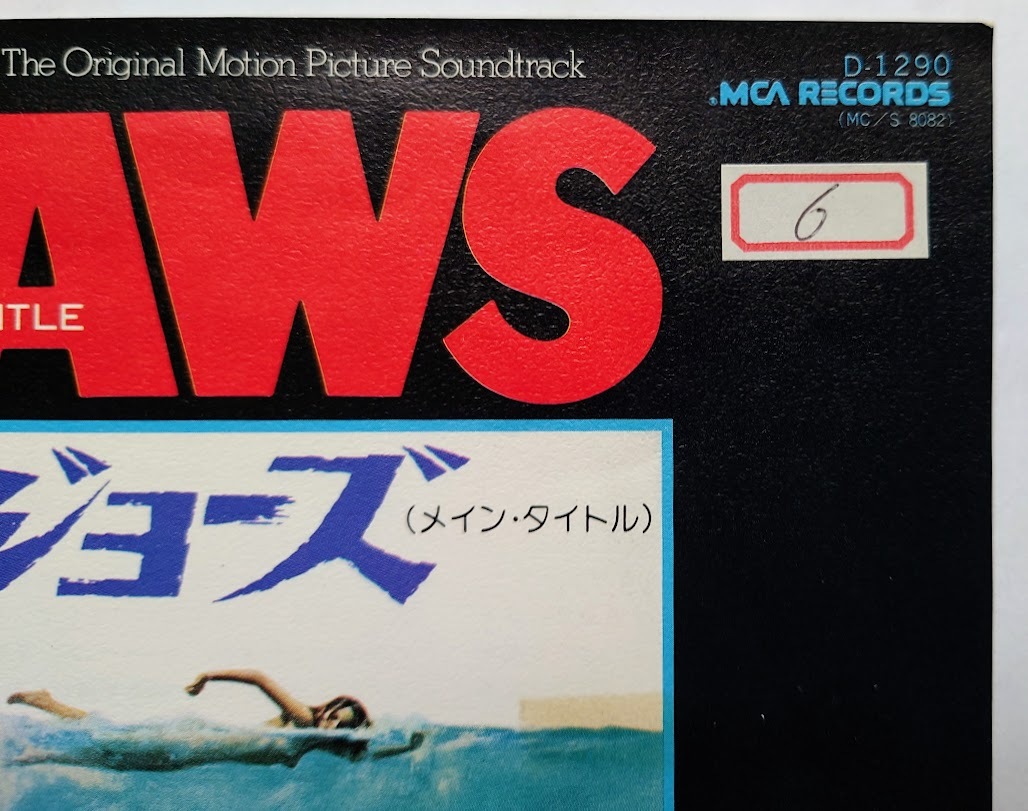 The Original Motion Picture Soundtrack
D-1290
MCA RECORDS
(MC/S 8082)
6
AWS
ITLE
ジョーズ
(メイン・タイトル)